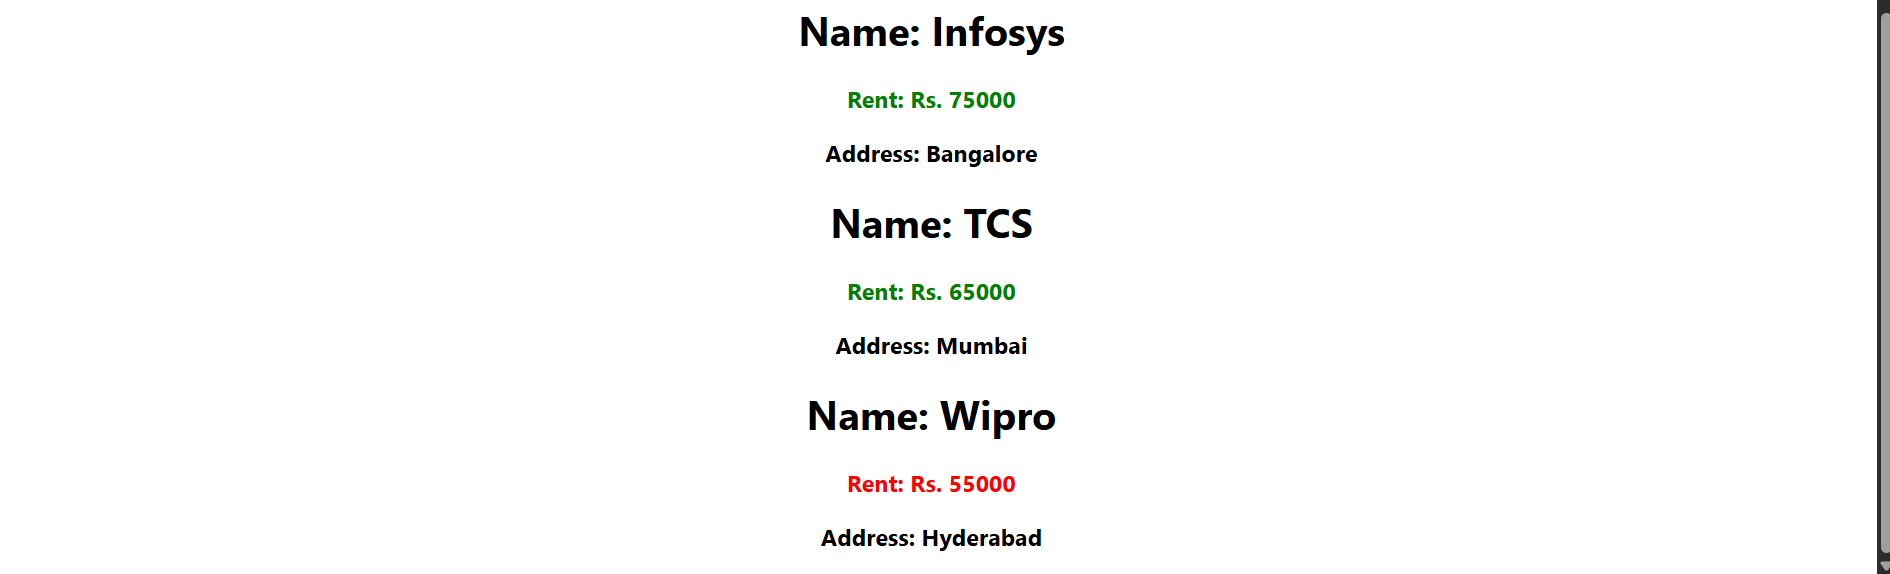 Name: Infosys
Rent: Rs. 75000
Address: Bangalore
Name: TCS
Rent: Rs. 65000
Address: Mumbai
Name: Wipro
Rent: Rs. 55000
Address: Hyderabad